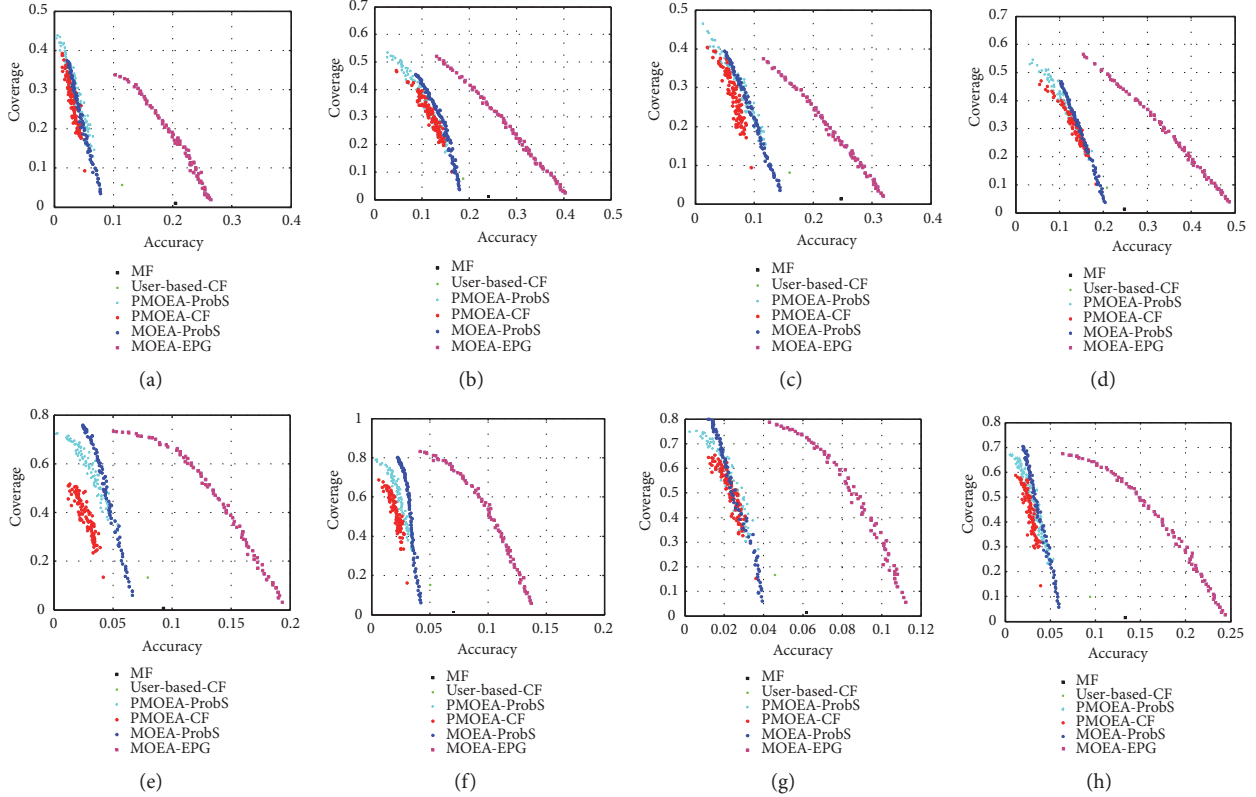 0.5
0.4
0.3
0.2
0.1
0
Coverage
0 0.1 0.2 0.3 0.4
Accuracy
MF
User-based-CF
PMOEA-ProbS
PMOEA-CF
MOEA-ProbS
MOEA-EPG
(a)
0.7
0.6
0.5
0.4
0.3
0.2
0.1
0
Coverage
0 0.1 0.2 0.3 0.4 0.5
Accuracy
MF
User-based-CF
PMOEA-ProbS
PMOEA-CF
MOEA-ProbS
MOEA-EPG
(b)
0.5
0.4
0.3
0.2
0.1
0
Coverage
0 0.1 0.2 0.3 0.4
Accuracy
MF
User-based-CF
PMOEA-ProbS
PMOEA-CF
MOEA-ProbS
MOEA-EPG
(c)
0.7
0.6
0.5
0.4
0.3
0.2
0.1
0
Coverage
0 0.1 0.2 0.3 0.4 0.5
Accuracy
MF
User-based-CF
PMOEA-ProbS
PMOEA-CF
MOEA-ProbS
MOEA-EPG
(d)
0.8
0.6
0.4
0.2
0
Coverage
0 0.05 0.1 0.15 0.2
Accuracy
MF
User-based-CF
PMOEA-ProbS
PMOEA-CF
MOEA-ProbS
MOEA-EPG
(e)
1
0.8
0.6
0.4
0.2
0
Coverage
0 0.05 0.1 0.15 0.2
Accuracy
MF
User-based-CF
PMOEA-ProbS
PMOEA-CF
MOEA-ProbS
MOEA-EPG
(f)
0.8
0.7
0.6
0.5
0.4
0.3
0.2
0.1
0
Coverage
0 0.02 0.04 0.06 0.08 0.1 0.12
Accuracy
MF
User-based-CF
PMOEA-ProbS
PMOEA-CF
MOEA-ProbS
MOEA-EPG
(g)
0.8
0.7
0.6
0.5
0.4
0.3
0.2
0.1
0
Coverage
0 0.05 0.1 0.15 0.2 0.25
Accuracy
MF
User-based-CF
PMOEA-ProbS
PMOEA-CF
MOEA-ProbS
MOEA-EPG
(h)